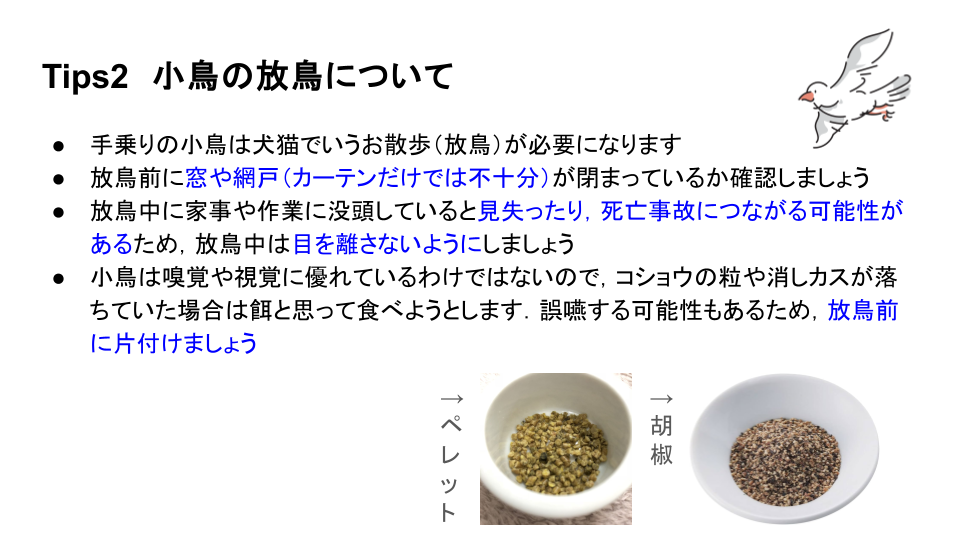 Tips2　小鳥の放鳥について
● 手乗りの小鳥は犬猫でいうお散歩（放鳥）が必要になります
● 放鳥前に窓や網戸（カーテンだけでは不十分）が閉まっているか確認しましょう
● 放鳥中に家事や作業に没頭していると見失ったり，死亡事故につながる可能性が
あるため，放鳥中は目を離さないようにしましょう
● 小鳥は嗅覚や視覚に優れているわけではないので，コショウの粒や消しカスが落
ちていた場合は餌と思って食べようとします．誤嚥する可能性もあるため，放鳥前
に片付けましょう
→ペレット
→胡椒